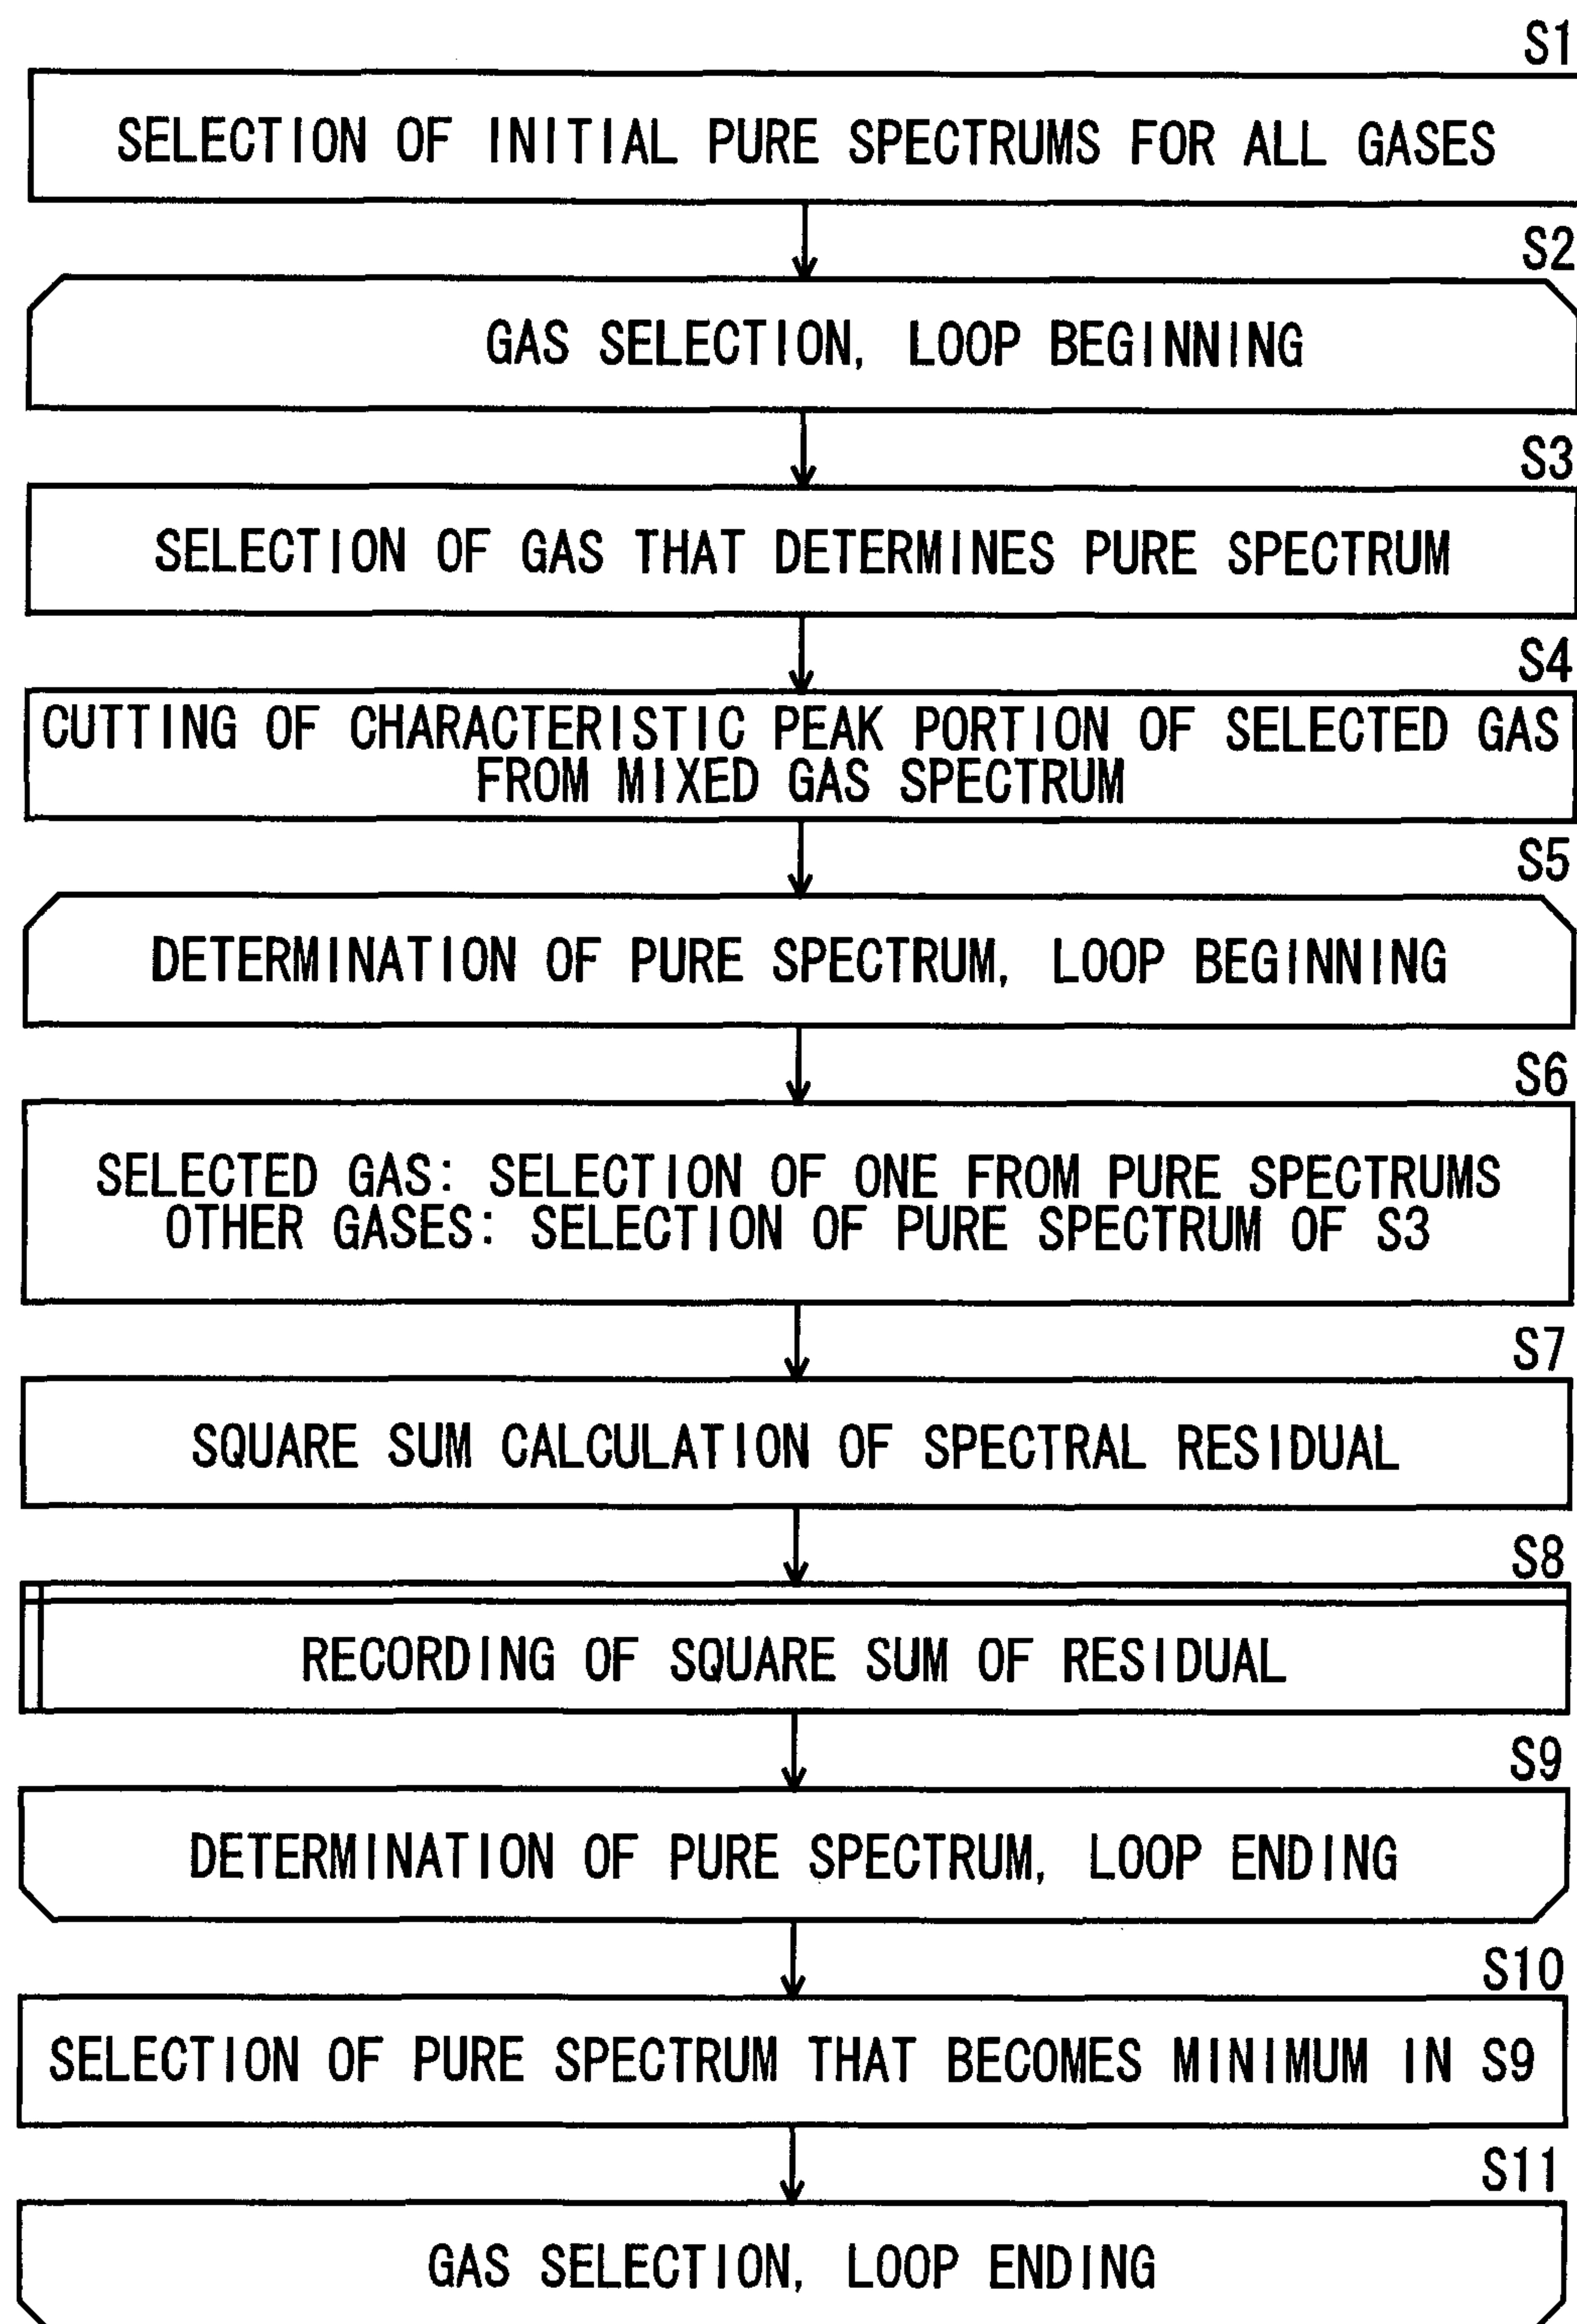 S1
SELECTION OF INITIAL PURE SPECTRUMS FOR ALL GASES
S2
GAS SELECTION, LOOP BEGINNING
S3
SELECTION OF GAS THAT DETERMINES PURE SPECTRUM
S4
CUTTING OF CHARACTERISTIC PEAK PORTION OF SELECTED GAS
FROM MIXED GAS SPECTRUM
S5
DETERMINATION OF PURE SPECTRUM, LOOP BEGINNING
S6
SELECTED GAS: SELECTION OF ONE FROM PURE SPECTRUMS
OTHER GASES: SELECTION OF PURE SPECTRUM OF S3
S7
SQUARE SUM CALCULATION OF SPECTRAL RESIDUAL
S8
RECORDING OF SQUARE SUM OF RESIDUAL
S9
DETERMINATION OF PURE SPECTRUM, LOOP ENDING
S10
SELECTION OF PURE SPECTRUM THAT BECOMES MINIMUM IN S9
S11
GAS SELECTION, LOOP ENDING